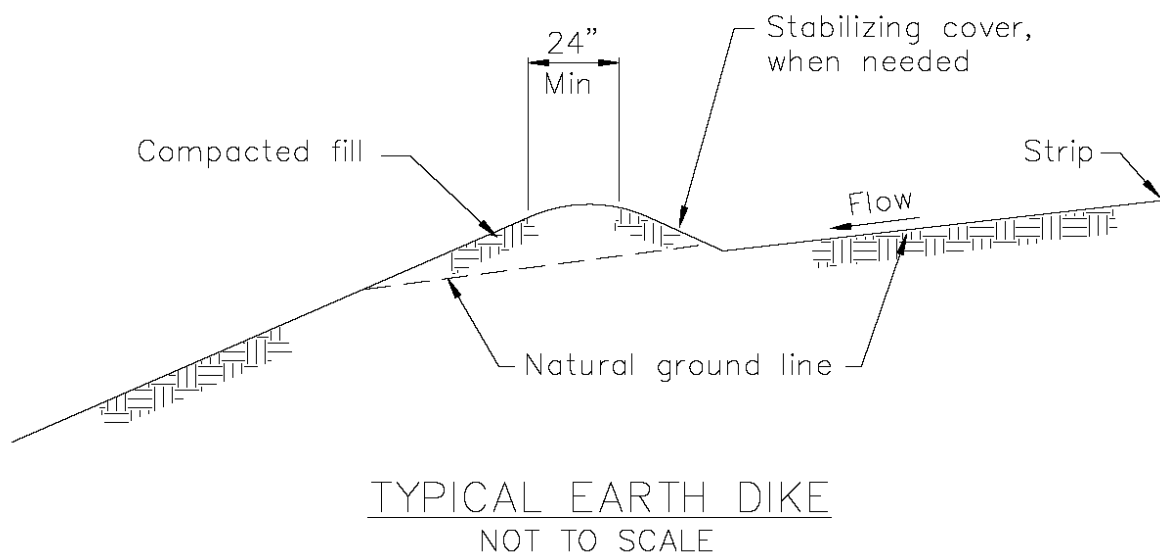 24”
Min
Stabilizing cover,
when needed
Compacted fill
Strip
Flow
Natural ground line
TYPICAL EARTH DIKE
NOT TO SCALE